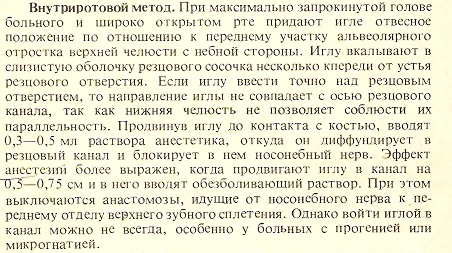 Внутриротовой метод. При максимально запрокинутой голове
больного и широко открытом рте придают игле отвесное
положение по отношению к переднему участку альвеолярного
отростка верхней челюсти с небной стороны. Иглу вкалывают в
слизистую оболочку резцового сосочка несколько кпереди от устья
резцового отверстия. Если иглу ввести точно над резцовым
отверстием, то направление иглы не совпадает с осью резцового
канала, так как нижняя челюсть не позволяет соблюсти их
параллельность. Продвинув иглу до контакта с костью, вводят
0,3—0,5 мл раствора анестетика, откуда он диффундирует в
резцовый канал и блокирует в нем носонебный нерв. Эффект
анестезий более выражен, когда продвигают иглу в канал на
0,5—0,75 см и в него вводят обезболивающий раствор. При этом
выключаются анастомозы, идущие от носонебного нерва к пе-
реднему отделу верхнего зубного сплетения. Однако войти иглой в
канал можно не всегда, особенно у больных с прогенией или
микрогнатией.